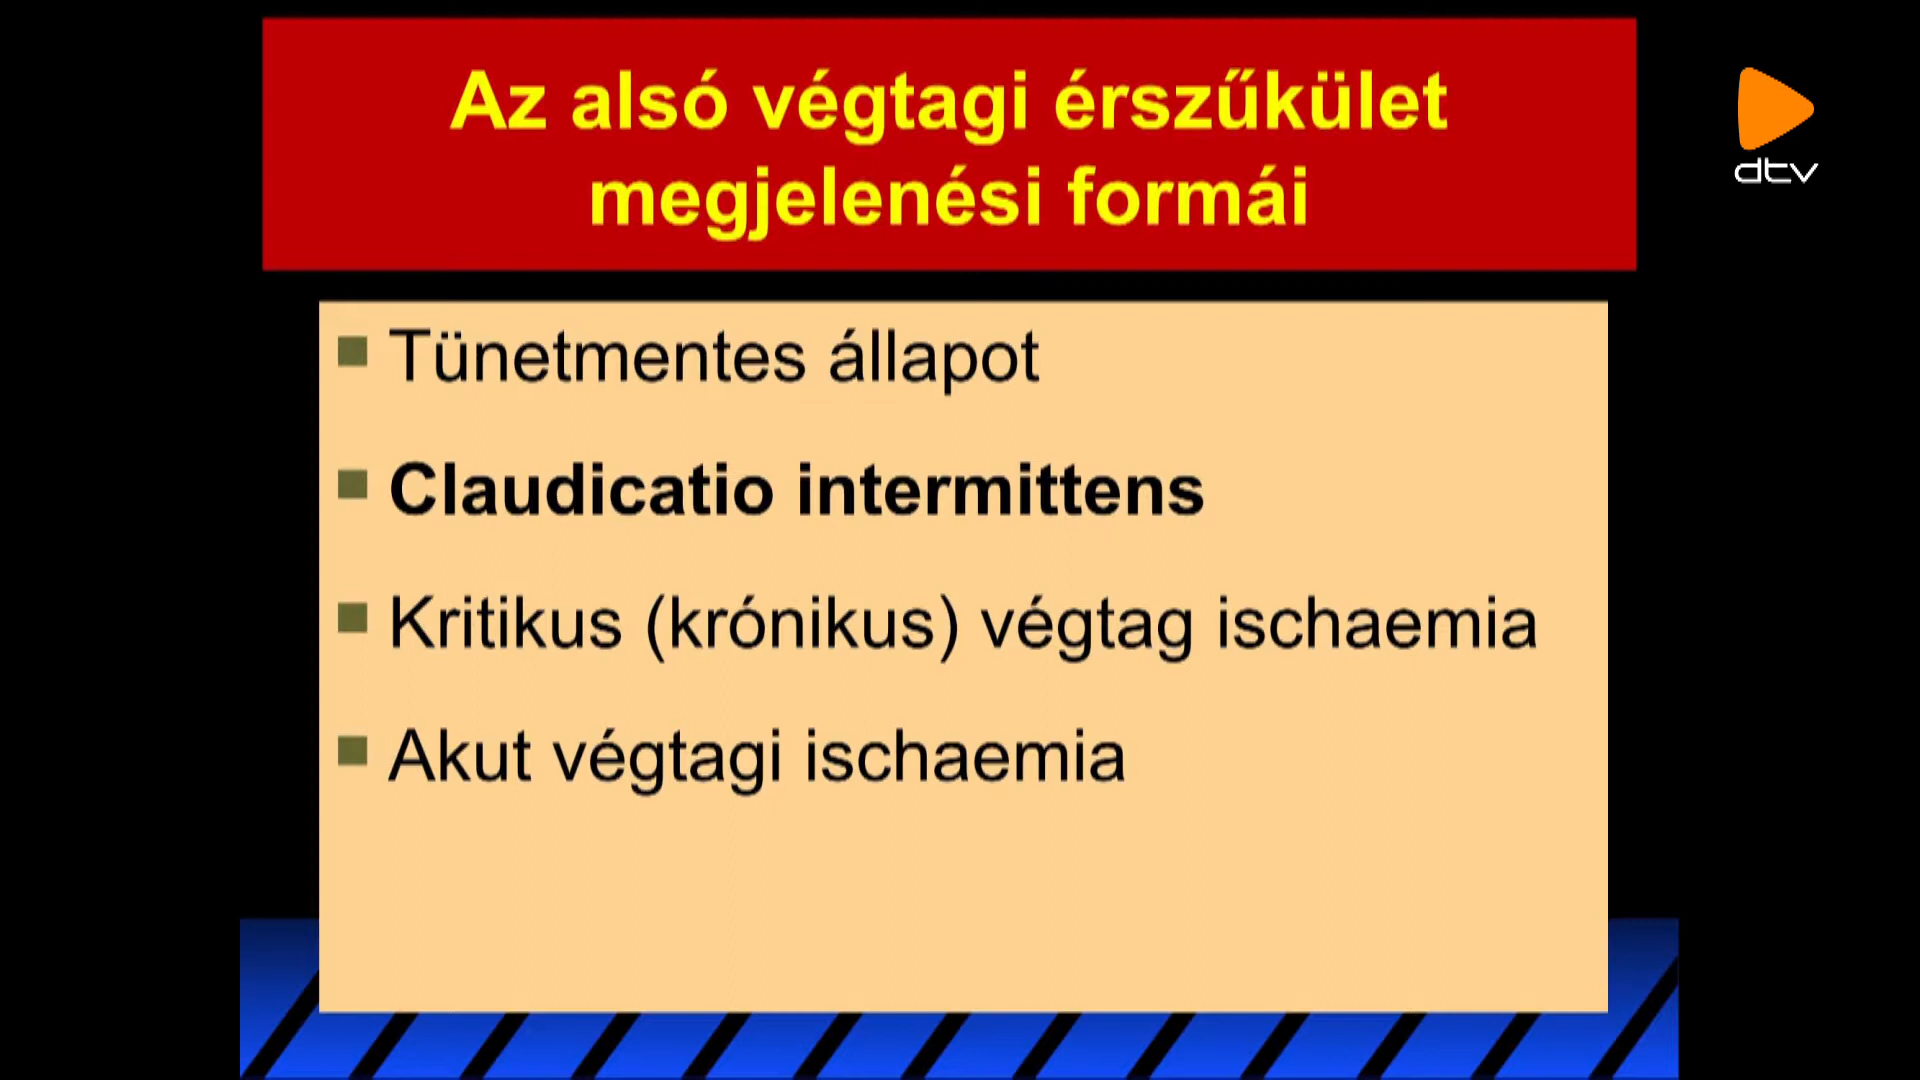 Az alsó végtagi érszűkület
megjelenési formái
dtv
Tünetmentes állapot
Claudicatio intermittens
Kritikus (krónikus) végtag ischaemia
Akut végtagi ischaemia